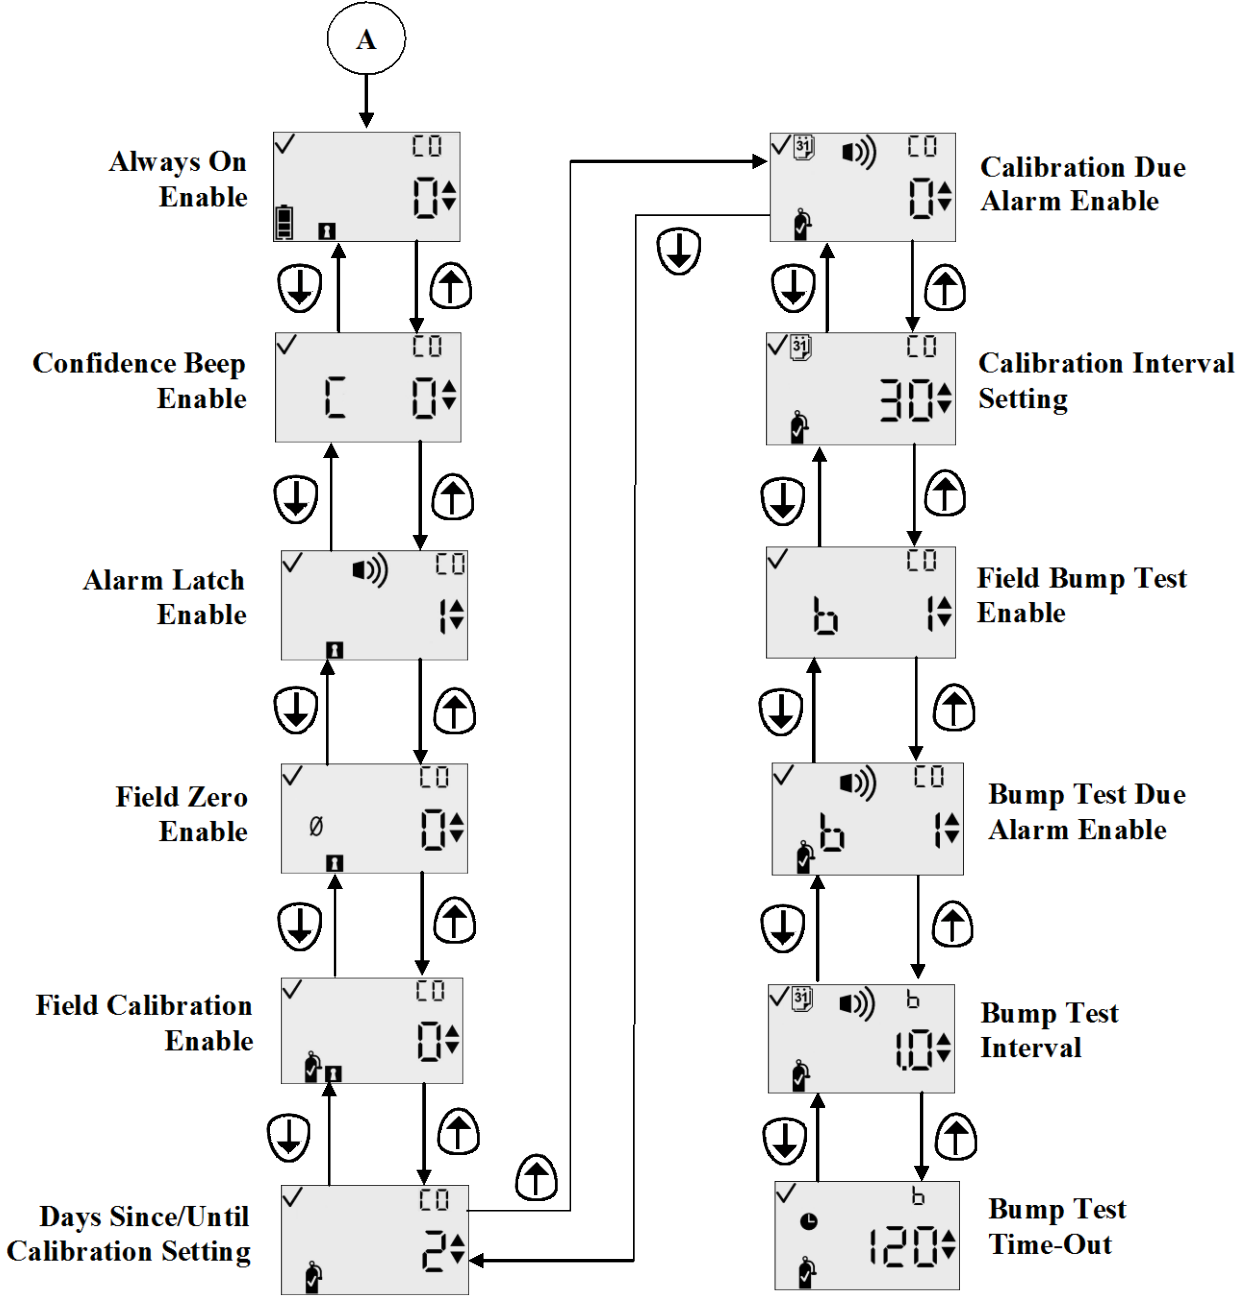 A
Always On
Enable
CO
0
Confidence Beep
Enable
CO
C 0
Alarm Latch
Enable
CO
1
Field Zero
Enable
CO
Ø 0
Field Calibration
Enable
CO
0
Days Since/Until
Calibration Setting
CO
2
31 CO
0
Calibration Due
Alarm Enable
31 CO
30
Calibration Interval
Setting
CO
b 1
Field Bump Test
Enable
CO
b 1
Bump Test Due
Alarm Enable
31 b
1.0
Bump Test
Interval
b
120
Bump Test
Time-Out